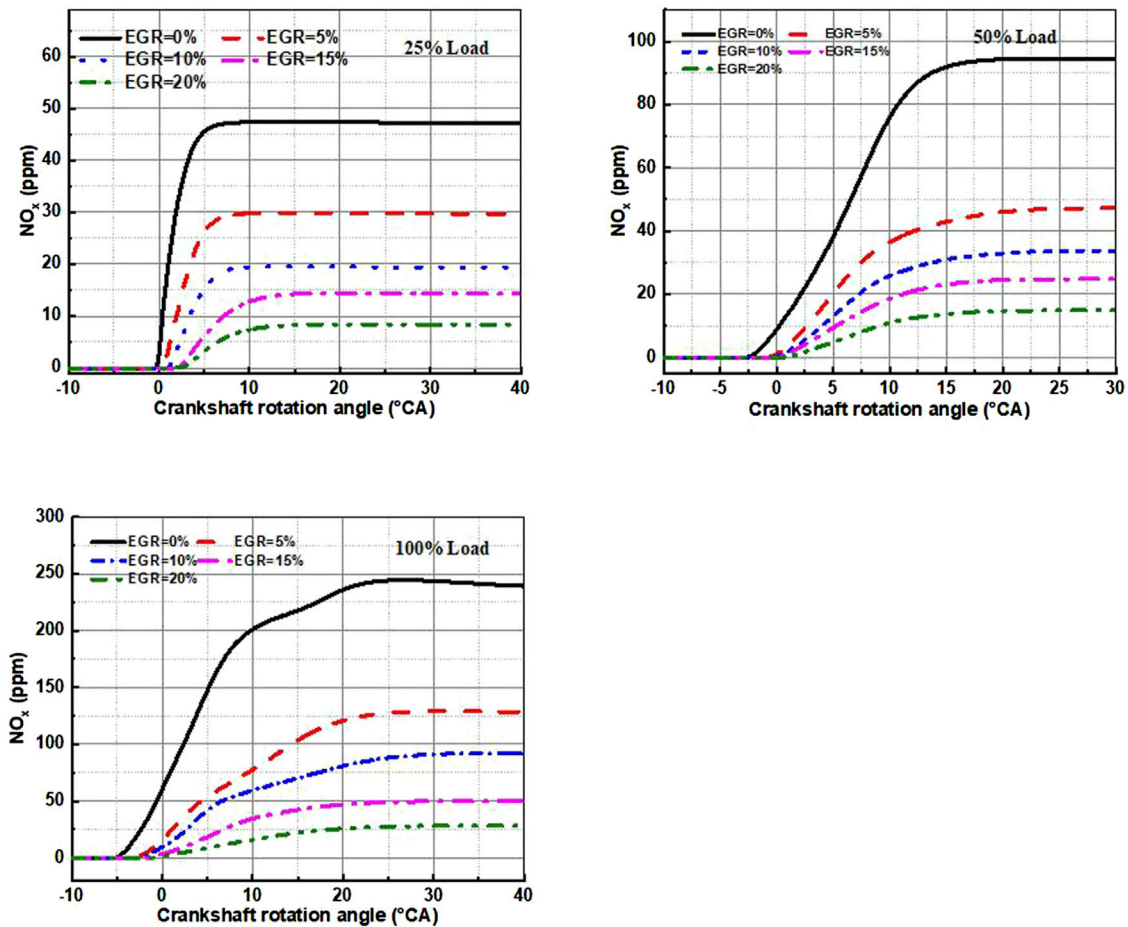 EGR=0% EGR=5%
EGR=10% EGR=15%
EGR=20%
25% Load
60
50
40
30
20
10
0
NOx (ppm)
-10 0 10 20 30 40
Crankshaft rotation angle (°CA)
EGR=0% EGR=5%
EGR=10% EGR=15%
EGR=20%
50% Load
100
80
60
40
20
0
NOx (ppm)
-10 -5 0 5 10 15 20 25 30
Crankshaft rotation angle (°CA)
EGR=0% EGR=5%
EGR=10% EGR=15%
EGR=20%
100% Load
300
250
200
150
100
50
0
NOx (ppm)
-10 0 10 20 30 40
Crankshaft rotation angle (°CA)